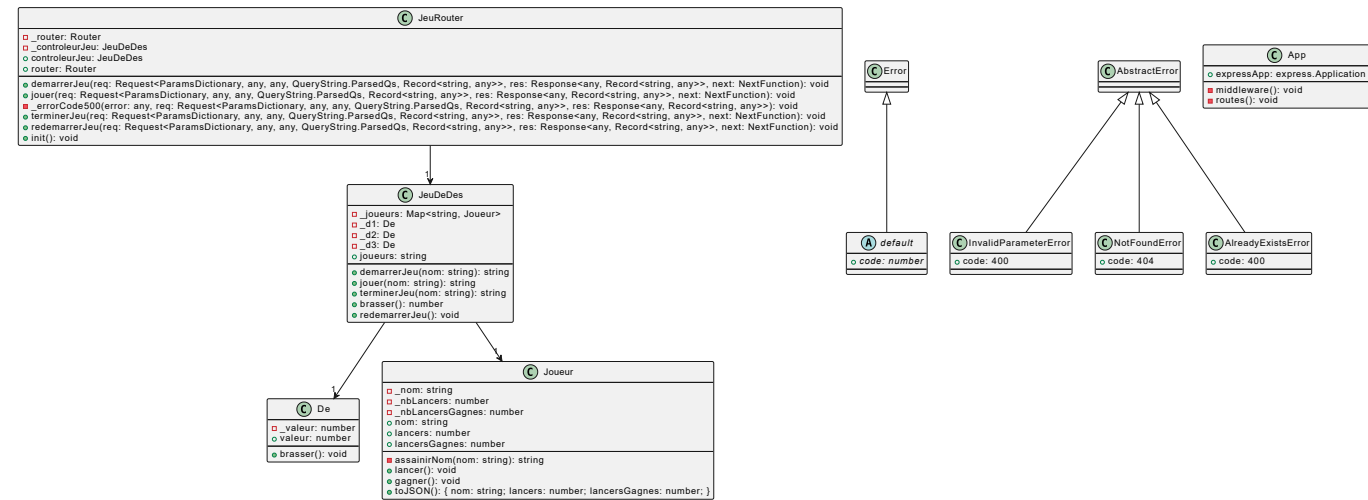 C JeuRouter
_router: Router
_controleurJeu: JeuDeDes
controleurJeu: JeuDeDes
router: Router
demarrerJeu(req: Request<ParamsDictionary, any, any, QueryString.ParsedQs, Record<string, any>>, res: Response<any, Record<string, any>>, next: NextFunction): void
jouer(req: Request<ParamsDictionary, any, any, QueryString.ParsedQs, Record<string, any>>, res: Response<any, Record<string, any>>, next: NextFunction): void
_errorCode500(error: any, req: Request<ParamsDictionary, any, any, QueryString.ParsedQs, Record<string, any>>, res: Response<any, Record<string, any>>): void
terminerJeu(req: Request<ParamsDictionary, any, any, QueryString.ParsedQs, Record<string, any>>, res: Response<any, Record<string, any>>, next: NextFunction): void
redemarrerJeu(req: Request<ParamsDictionary, any, any, QueryString.ParsedQs, Record<string, any>>, res: Response<any, Record<string, any>>, next: NextFunction): void
init(): void
C Error
C AbstractError
C App
expressApp: express.Application
middleware(): void
routes(): void
1
C JeuDeDes
_joueurs: Map<string, Joueur>
_d1: De
_d2: De
_d3: De
joueurs: string
demarrerJeu(nom: string): string
jouer(nom: string): string
terminerJeu(nom: string): string
brasser(): number
redemarrerJeu(): void
A default
code: number
C InvalidParameterError
code: 400
C NotFoundError
code: 404
C AlreadyExistsError
code: 400
1
1
C De
_valeur: number
valeur: number
brasser(): void
C Joueur
_nom: string
_nbLancers: number
_nbLancersGagnes: number
nom: string
lancers: number
lancersGagnes: number
assainirNom(nom: string): string
lancer(): void
gagner(): void
toJSON(): { nom: string; lancers: number; lancersGagnes: number; }